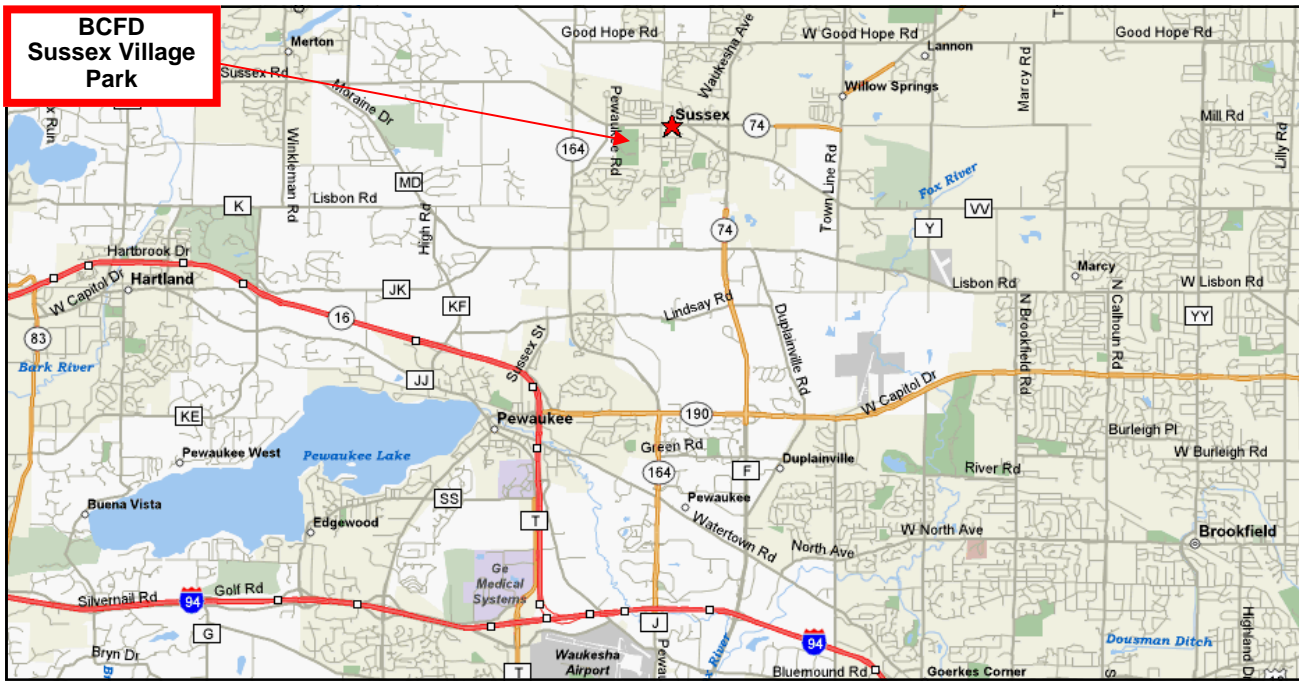 BCFD
Sussex Village
Park
Merton
Sussex Rd
Moraine Dr
Good Hope Rd
Waukesha Ave
W Good Hope Rd
Lannon
Good Hope Rd
Willow Springs
Marcy Rd
Mill Rd
Lilly Rd
Pewaukee Rd
Sussex
74
164
Winkleman Rd
MD
Lisbon Rd
K
High Rd
Town Line Rd
Fox River
VV
Y
74
Hartbrook Dr
W Capitol Dr
Hartland
JK
KF
Lindsay Rd
Duplainville Rd
Lisbon Rd
Marcy
W Lisbon Rd
N Brookfield Rd
N Calhoun Rd
YY
16
83
Bark River
Sussex St
JJ
KE
Pewaukee
190
W Capitol Dr
Pewaukee West
Pewaukee Lake
Green Rd
164
F
Duplainville
Burleigh Pl
W Burleigh Rd
River Rd
Buena Vista
SS
Edgewood
T
Pewaukee
Watertown Rd
North Ave
W North Ave
Brookfield
Ge
Medical
Systems
Silvernail Rd
Golf Rd
94
G
Bryn Dr
J
T
Waukesha
Airport
94
Bluemound Rd
Goerkes Corner
Dousman Ditch
Highland Dr